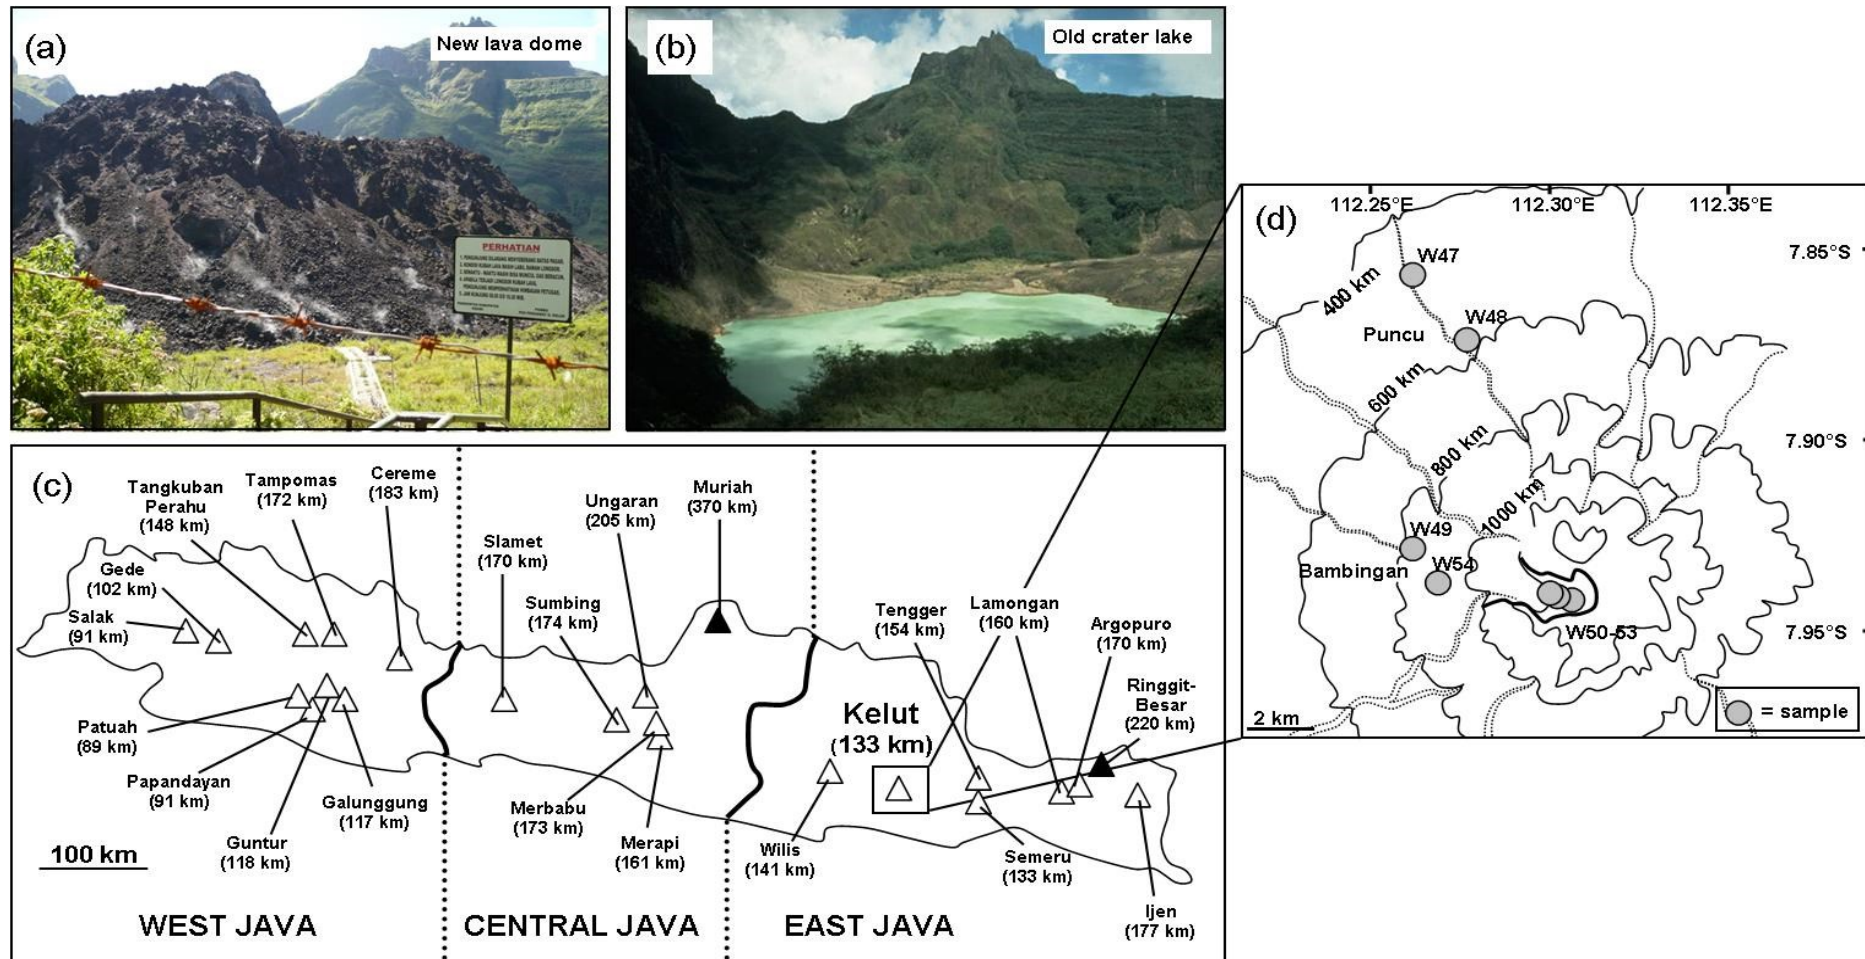 (a)
New lava dome
PERHATIAN
(b)
Old crater lake
(c)
Tangkuban
Perahu
(148 km)
Tampomas
(172 km)
Cereme
(183 km)
Gede
(102 km)
Salak
(91 km)
Patuah
(89 km)
Papandayan
(91 km)
Guntur
(118 km)
Galunggung
(117 km)
100 km
WEST JAVA
Slamet
(170 km)
Ungaran
(205 km)
Muriah
(370 km)
Sumbing
(174 km)
Merbabu
(173 km)
Merapi
(161 km)
CENTRAL JAVA
Tengger
(154 km)
Lamongan
(160 km)
Argopuro
(170 km)
Ringgit-
Besar
(220 km)
Kelut
(133 km)
Wilis
(141 km)
Semeru
(133 km)
Ijen
(177 km)
EAST JAVA
(d)
112.25°E
112.30°E
112.35°E
7.85°S
7.90°S
7.95°S
W47
400 km
W48
Puncu
600 km
800 km
1000 km
W49
Bambingan
W54
W50-53
2 km
= sample